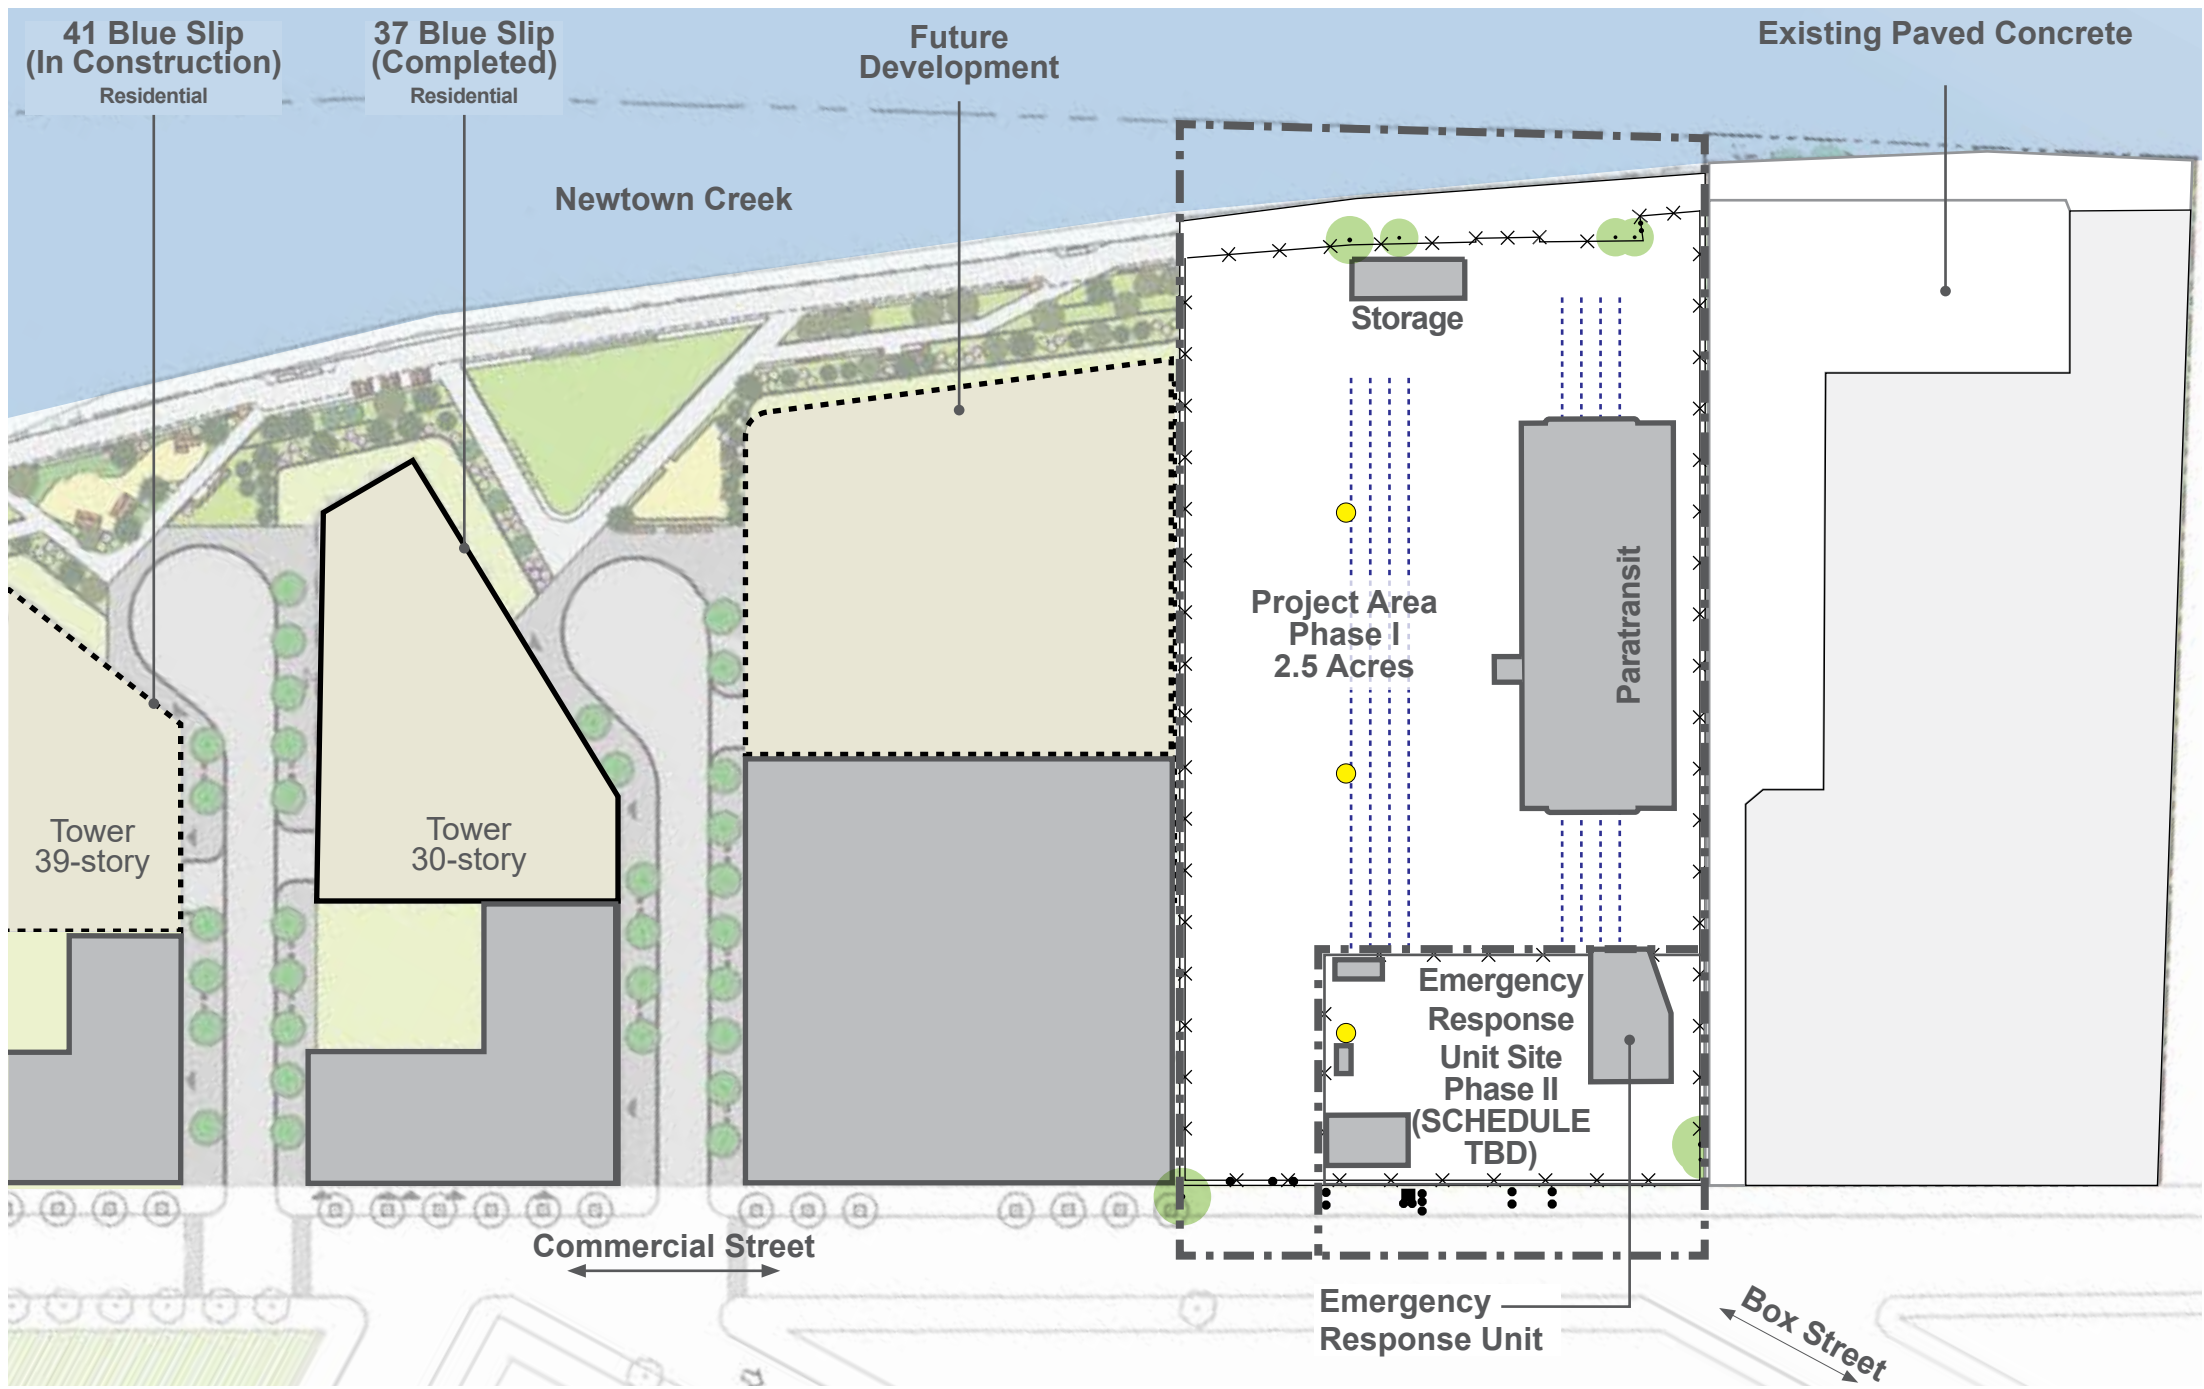 41 Blue Slip
(In Construction)
Residential
37 Blue Slip
(Completed)
Residential
Future
Development
Existing Paved Concrete
Newtown Creek
Storage
Project Area
Phase I
2.5 Acres
Paratransit
Tower
39-story
Tower
30-story
Emergency
Response
Unit Site
Phase II
(SCHEDULE
TBD)
Commercial Street
Emergency
Response Unit
Box Street